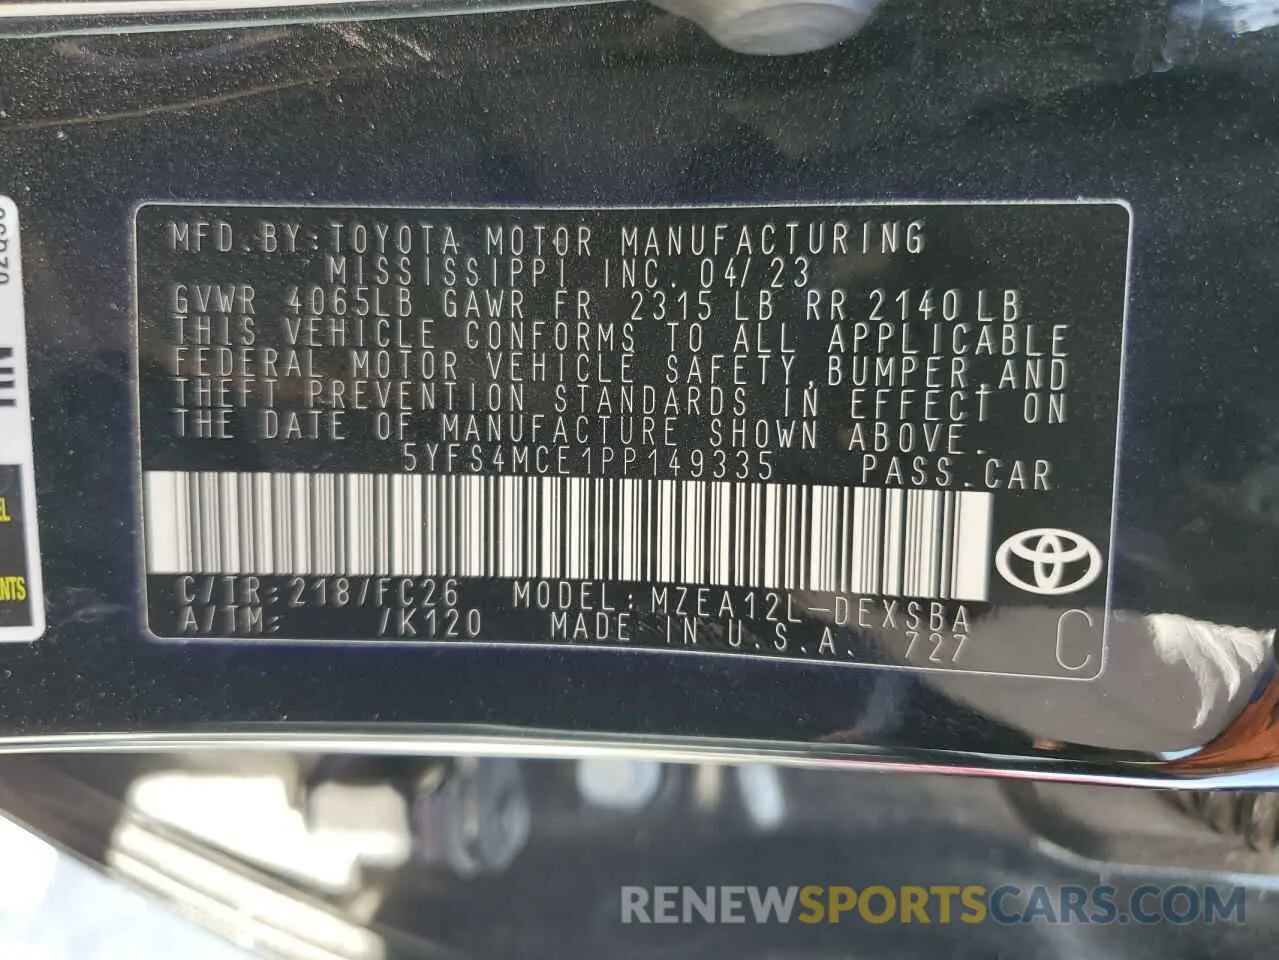 MFD.BY:TOYOTA MOTOR MANUFACTURING
MISSISSIPPI INC. 04/23
GVWR 4065LB GAWR FR 2315 LB RR 2140 LB
THIS VEHICLE CONFORMS TO ALL APPLICABLE
FEDERAL MOTOR VEHICLE SAFETY,BUMPER,AND
THEFT PREVENTION STANDARDS IN EFFECT ON
THE DATE OF MANUFACTURE SHOWN ABOVE.
5YFS4MCE1PP149335 PASS.CAR
C/TR:218/FC26 MODEL:MZEA12L-DEXSBA
A/TM: /K120 MADE IN U.S.A. 727
C
RENEWSPORTSCARS.COM